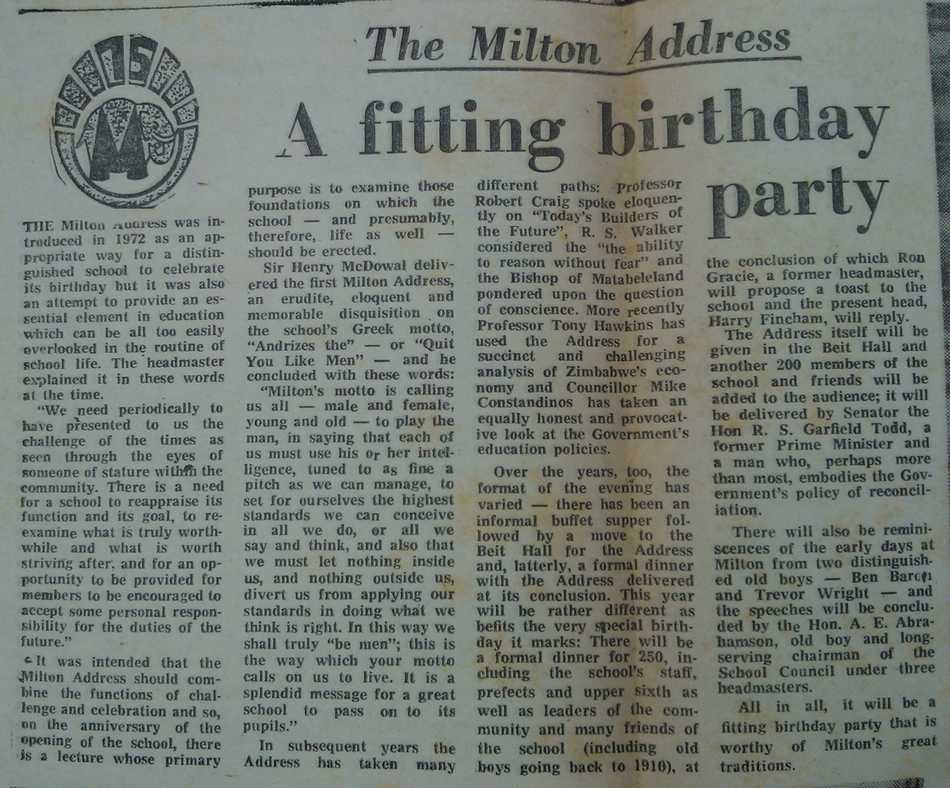 75
M
The Milton Address
A fitting birthday
party
THE Milton Address was in-
troduced in 1972 as an ap-
propriate way for a distin-
guished school to celebrate
its birthday but it was also
an attempt to provide an es-
sential element in education
which can be all too easily
overlooked in the routine of
school life. The headmaster
explained it in these words
at the time.
"We need periodically to
have presented to us the
challenge of the times as
seen through the eyes of
someone of stature within the
community. There is a need
for a school to reappraise its
function and its goal, to re-
examine what is truly worth-
while and what is worth
striving after. and for an op-
portunity to be provided for
members to be encouraged to
accept some personal respon-
sibility for the duties of the
future."
It was intended that the
Milton Address should com-
bine the functions of chal-
lenge and celebration and so,
on the anniversary of the
opening of the school, there
is a lecture whose primary
purpose is to examine those
foundations on which the
school — and presumably,
therefore, life as well —
should be erected.
Sir Henry McDowal deliv-
ered the first Milton Address,
an erudite, eloquent and
memorable disquisition on
the school's Greek motto,
"Andrizes the" — or "Quit
You Like Men" — and he
concluded with these words:
"Milton's motto is calling
us all — male and female,
young and old — to play the
man, in saying that each of
us must use his or her intel-
ligence, tuned to as fine a
pitch as we can manage, to
set for ourselves the highest
standards we can conceive
in all we do, or all we
say and think, and also that
we must let nothing inside
us, and nothing outside us,
divert us from applying our
standards in doing what we
think is right. In this way we
shall truly "be men"; this is
the way which your motto
calls on us to live. It is a
splendid message for a great
school to pass on to its
pupils."
In subsequent years the
Address has taken many
different paths: Professor
Robert Craig spoke eloquen-
tly on "Today's Builders of
the Future", R. S. Walker
considered the "the ability
to reason without fear" and
the Bishop of Matabeleland
pondered upon the question
of conscience. More recently
Professor Tony Hawkins has
used the Address for a
succinct and challenging
analysis of Zimbabwe's eco-
nomy and Councillor Mike
Constandinos has taken an
equally honest and provocat-
ive look at the Government's
education policies.
Over the years, too, the
format of the evening has
varied — there has been an
informal buffet supper fol-
lowed by a move to the
Beit Hall for the Address
and, latterly, a formal dinner
with the Address delivered
at its conclusion. This year
will be rather different as
befits the very special birth-
day it marks: There will be
a formal dinner for 250, in-
cluding the school's staff,
prefects and upper sixth as
well as leaders of the com-
munity and many friends of
the school (including old
boys going back to 1910), at
the conclusion of which Ron
Gracie, a former headmaster,
will propose a toast to the
school and the present head,
Harry Fincham, will reply.
The Address itself will be
given in the Beit Hall and
another 200 members of the
school and friends will be
added to the audience; it will
be delivered by Senator the
Hon R. S. Garfield Todd, a
former Prime Minister and
a man who, perhaps more
than most, embodies the Gov-
ernment's policy of reconcil-
iation.
There will also be remini-
scences of the early days at
Milton from two distinguish-
ed old boys — Ben Baron
and Trevor Wright — and
the speeches will be conclu-
ded by the Hon. A. E. Abra-
hamson, old boy and long-
serving chairman of the
School Council under three
headmasters.
All in all, it will be a
fitting birthday party that is
worthy of Milton's great
traditions.